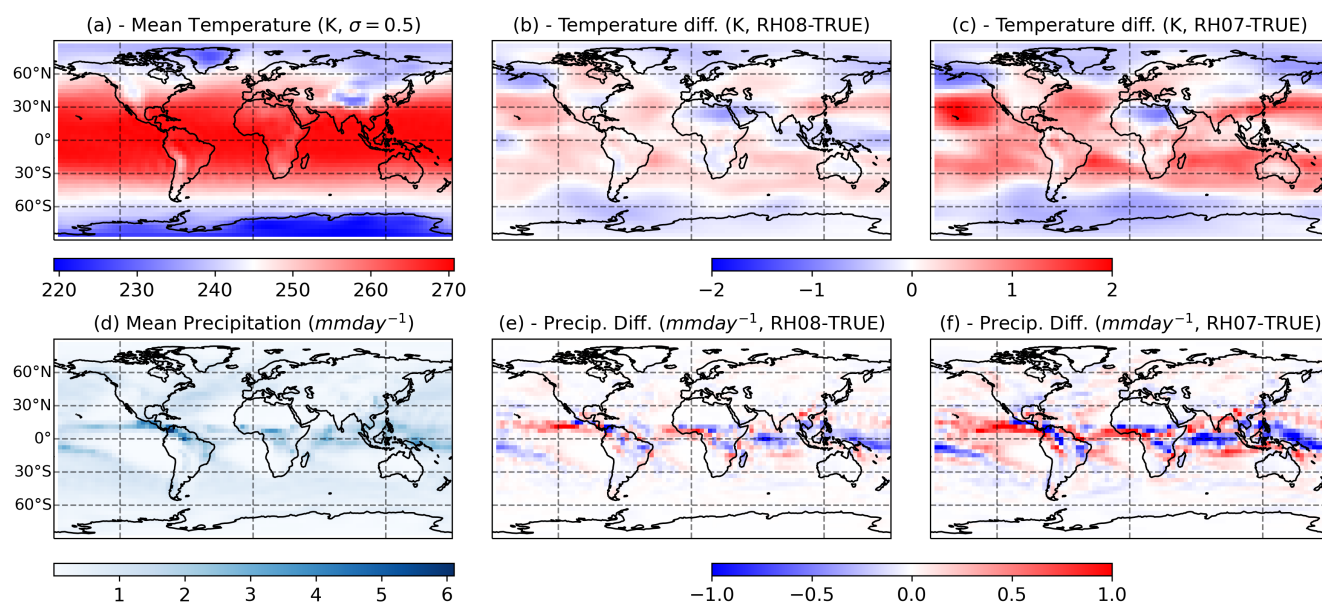 (a) - Mean Temperature (K, σ = 0.5)
(b) - Temperature diff. (K, RH08-TRUE)
(c) - Temperature diff. (K, RH07-TRUE)
60°N
30°N
0°
30°S
60°S
220 230 240 250 260 270
−2 −1 0 1 2
(d) Mean Precipitation (mmday⁻¹)
(e) - Precip. Diff. (mmday⁻¹, RH08-TRUE)
(f) - Precip. Diff. (mmday⁻¹, RH07-TRUE)
60°N
30°N
0°
30°S
60°S
1 2 3 4 5 6
−1.0 −0.5 0.0 0.5 1.0